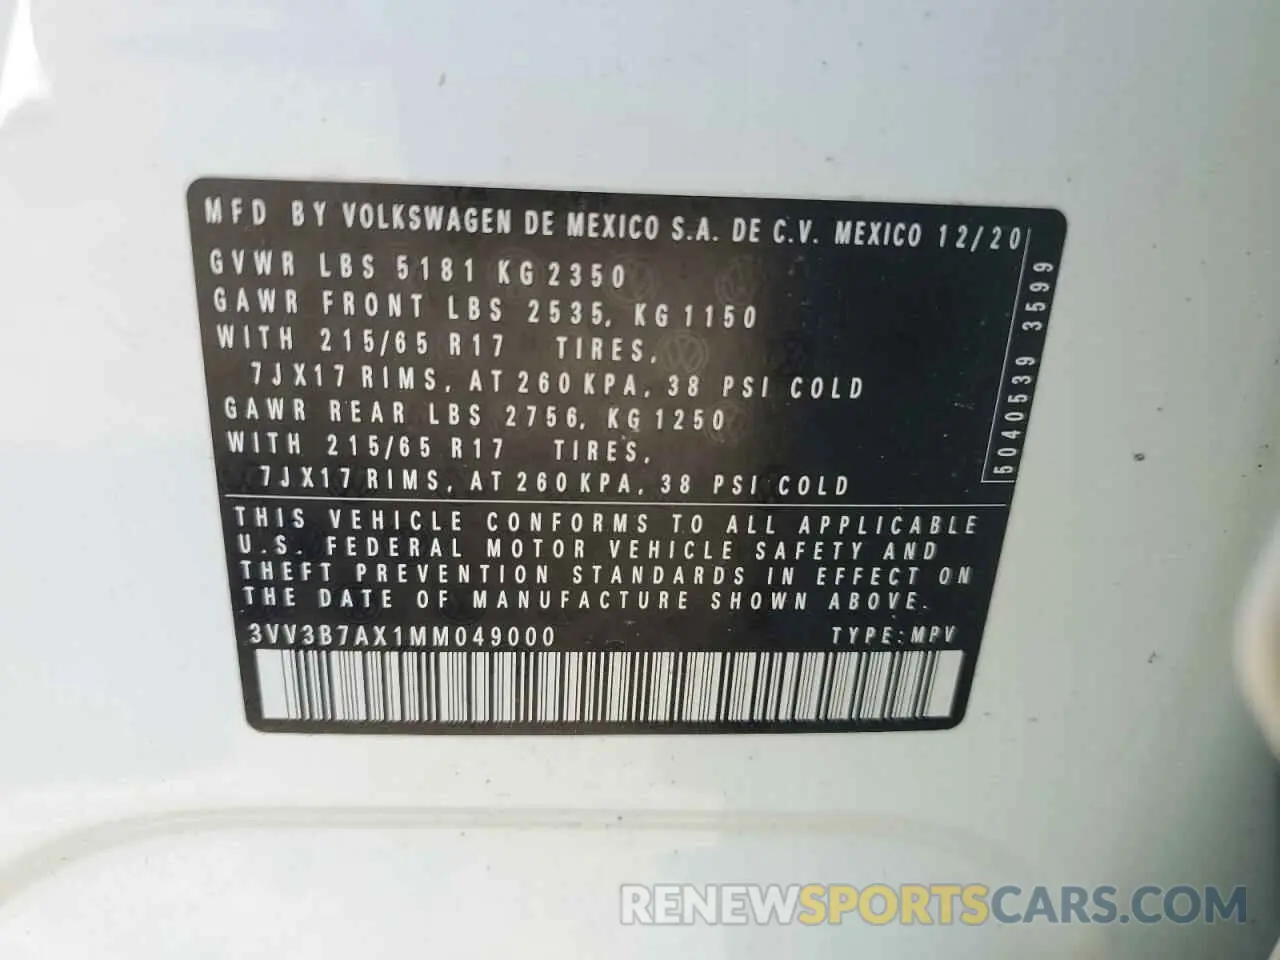 MFD BY VOLKSWAGEN DE MEXICO S.A. DE C.V. MEXICO 12/20
GVWR LBS 5181 KG 2350
GAWR FRONT LBS 2535, KG 1150
WITH 215/65 R17 TIRES,
7JX17 RIMS, AT 260 KPA, 38 PSI COLD
GAWR REAR LBS 2756, KG 1250
WITH 215/65 R17 TIRES,
7JX17 RIMS, AT 260 KPA, 38 PSI COLD
5040539 3599
THIS VEHICLE CONFORMS TO ALL APPLICABLE
U.S. FEDERAL MOTOR VEHICLE SAFETY AND
THEFT PREVENTION STANDARDS IN EFFECT ON
THE DATE OF MANUFACTURE SHOWN ABOVE.
3VV3B7AX1MM049000 TYPE: MPV
RENEWSPORTSCARS.COM